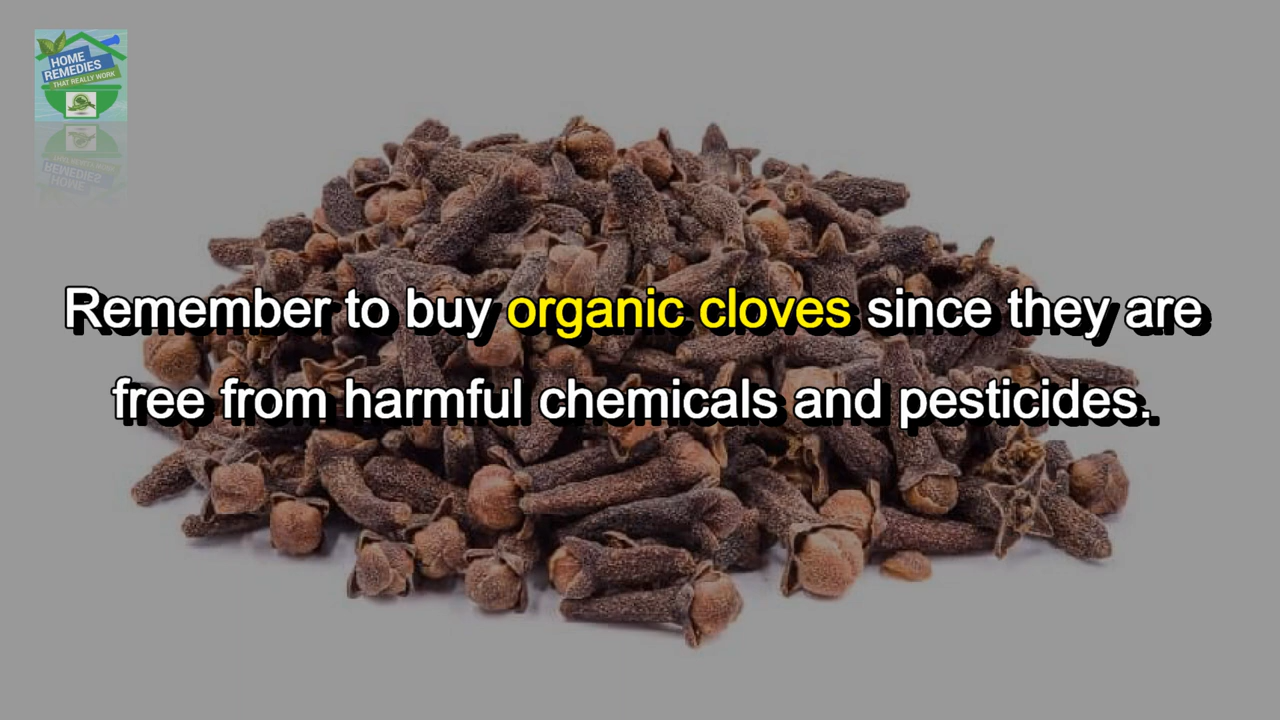 HOME
REMEDIES
THAT REALLY WORK
Remember to buy organic cloves since they are
free from harmful chemicals and pesticides.